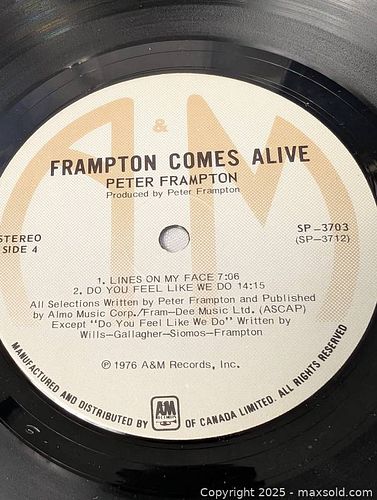 &
FRAMPTON COMES ALIVE
PETER FRAMPTON
Produced by Peter Frampton
STEREO
SIDE 4
SP-3703
(SP-3712)
1. LINES ON MY FACE 7:06
2. DO YOU FEEL LIKE WE DO 14:15
All Selections Written by Peter Frampton and Published
by Almo Music Corp./Fram-Dee Music Ltd. (ASCAP)
Except "Do You Feel Like We Do" Written by
Wills-Gallagher-Siomos-Frampton
℗ 1976 A&M Records, Inc.
MANUFACTURED AND DISTRIBUTED BY A&M RECORDS OF CANADA LIMITED. ALL RIGHTS RESERVED
Copyright 2025 - maxsold.com